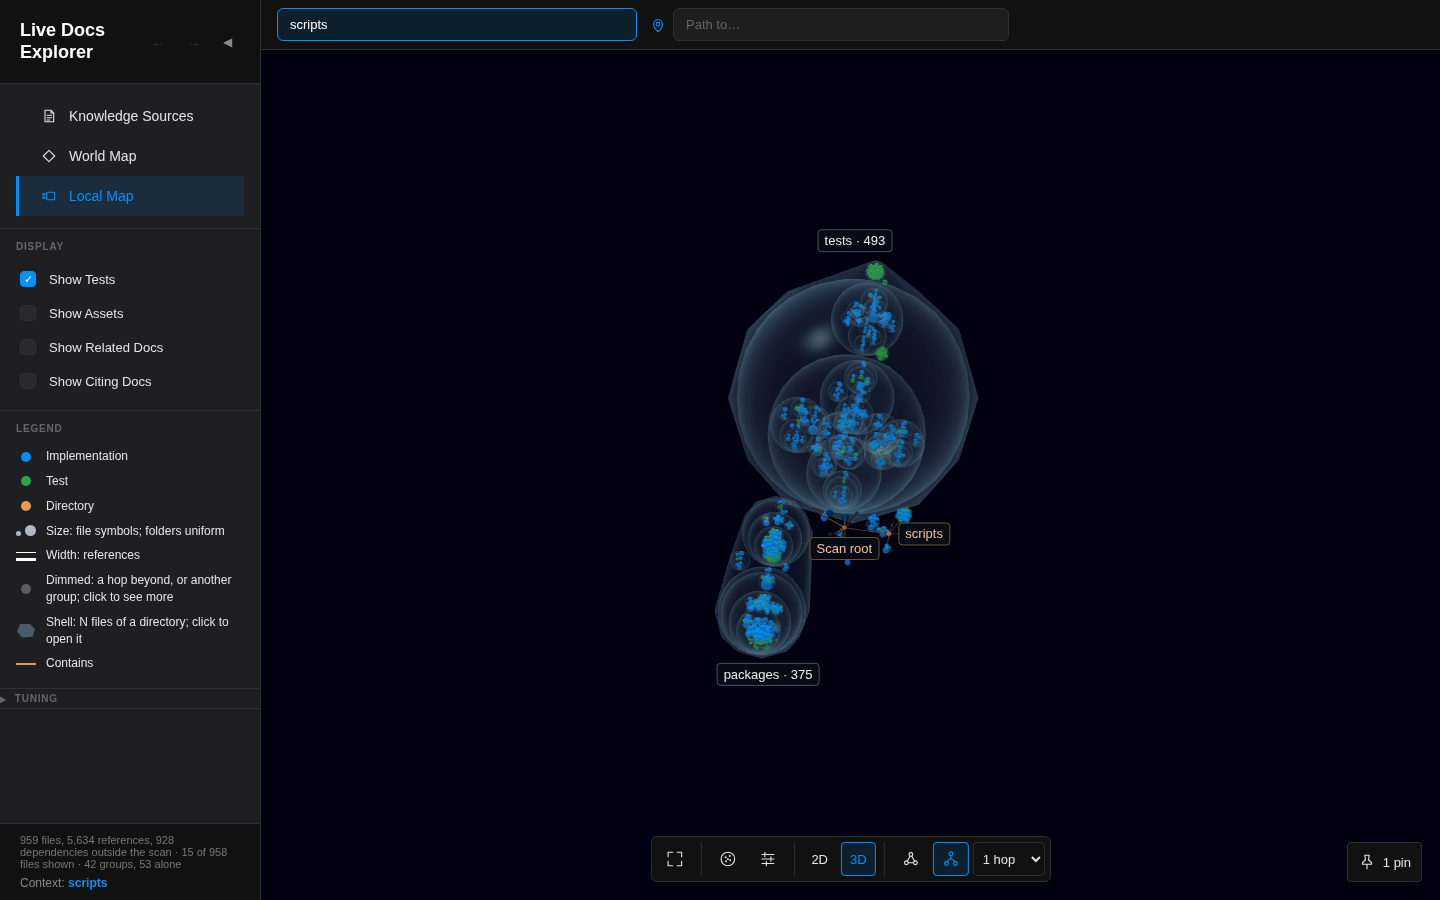 Live Docs
Explorer
Knowledge Sources
World Map
Local Map
DISPLAY
Show Tests
Show Assets
Show Related Docs
Show Citing Docs
LEGEND
Implementation
Test
Directory
Size: file symbols; folders uniform
Width: references
Dimmed: a hop beyond, or another
group; click to see more
Shell: N files of a directory; click to
open it
Contains
TUNING
959 files, 5,634 references, 928
dependencies outside the scan · 15 of 958
files shown · 42 groups, 53 alone
Context: scripts
scripts
Path to…
tests · 493
scripts
Scan root
packages · 375
2D
3D
1 hop
1 pin